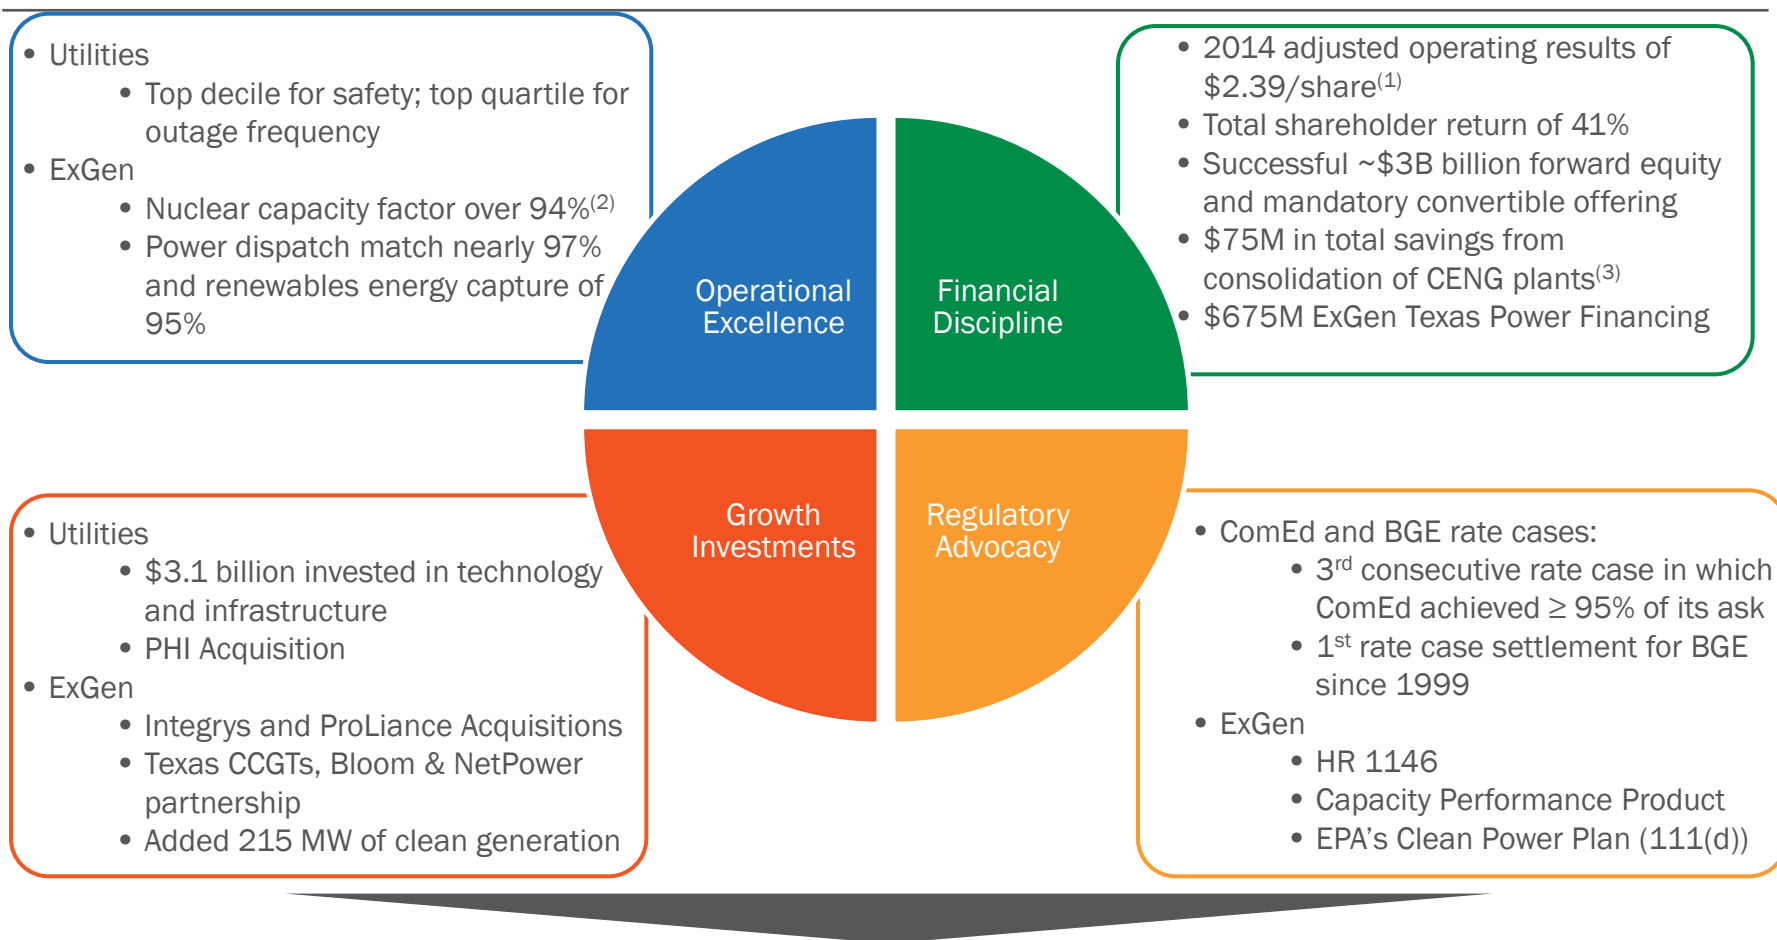 • Utilities
• Top decile for safety; top quartile for
outage frequency
• ExGen
• Nuclear capacity factor over 94%(2)
• Power dispatch match nearly 97%
and renewables energy capture of
95%
• 2014 adjusted operating results of
$2.39/share(1)
• Total shareholder return of 41%
• Successful ~$3B billion forward equity
and mandatory convertible offering
• $75M in total savings from
consolidation of CENG plants(3)
• $675M ExGen Texas Power Financing
Operational
Excellence
Financial
Discipline
Growth
Investments
Regulatory
Advocacy
• Utilities
• $3.1 billion invested in technology
and infrastructure
• PHI Acquisition
• ExGen
• Integrys and ProLiance Acquisitions
• Texas CCGTs, Bloom & NetPower
partnership
• Added 215 MW of clean generation
• ComEd and BGE rate cases:
• 3rd consecutive rate case in which
ComEd achieved ≥ 95% of its ask
• 1st rate case settlement for BGE
since 1999
• ExGen
• HR 1146
• Capacity Performance Product
• EPA's Clean Power Plan (111(d))